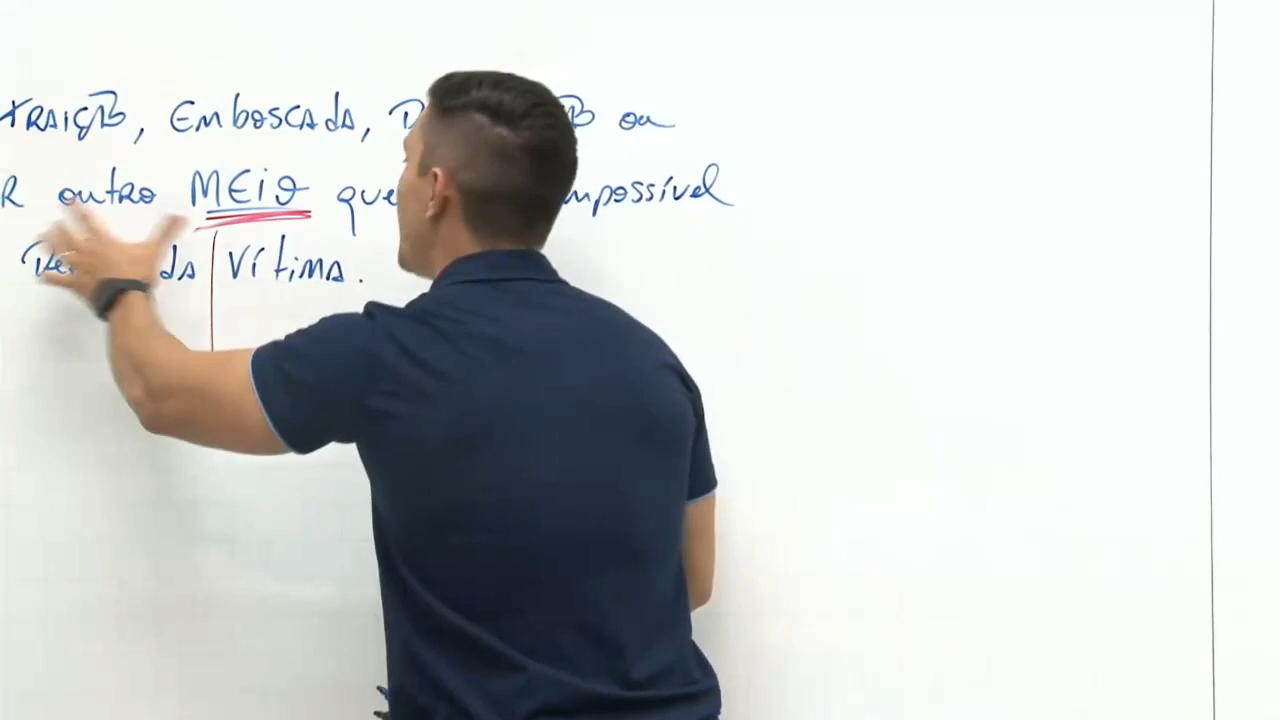 TRAIÇÃO, EMBOSCADA, ou
R outro MEIO que mpossível
da VÍTIMA.